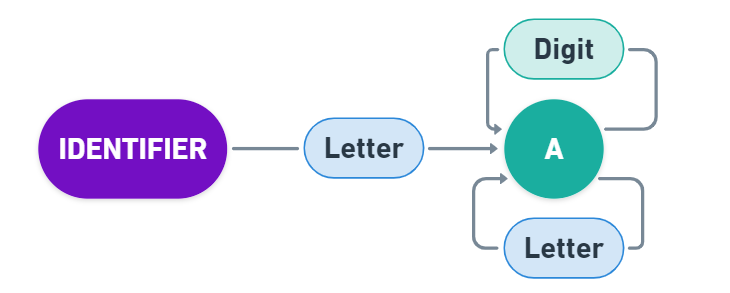 Digit
IDENTIFIER
Letter
A
Letter